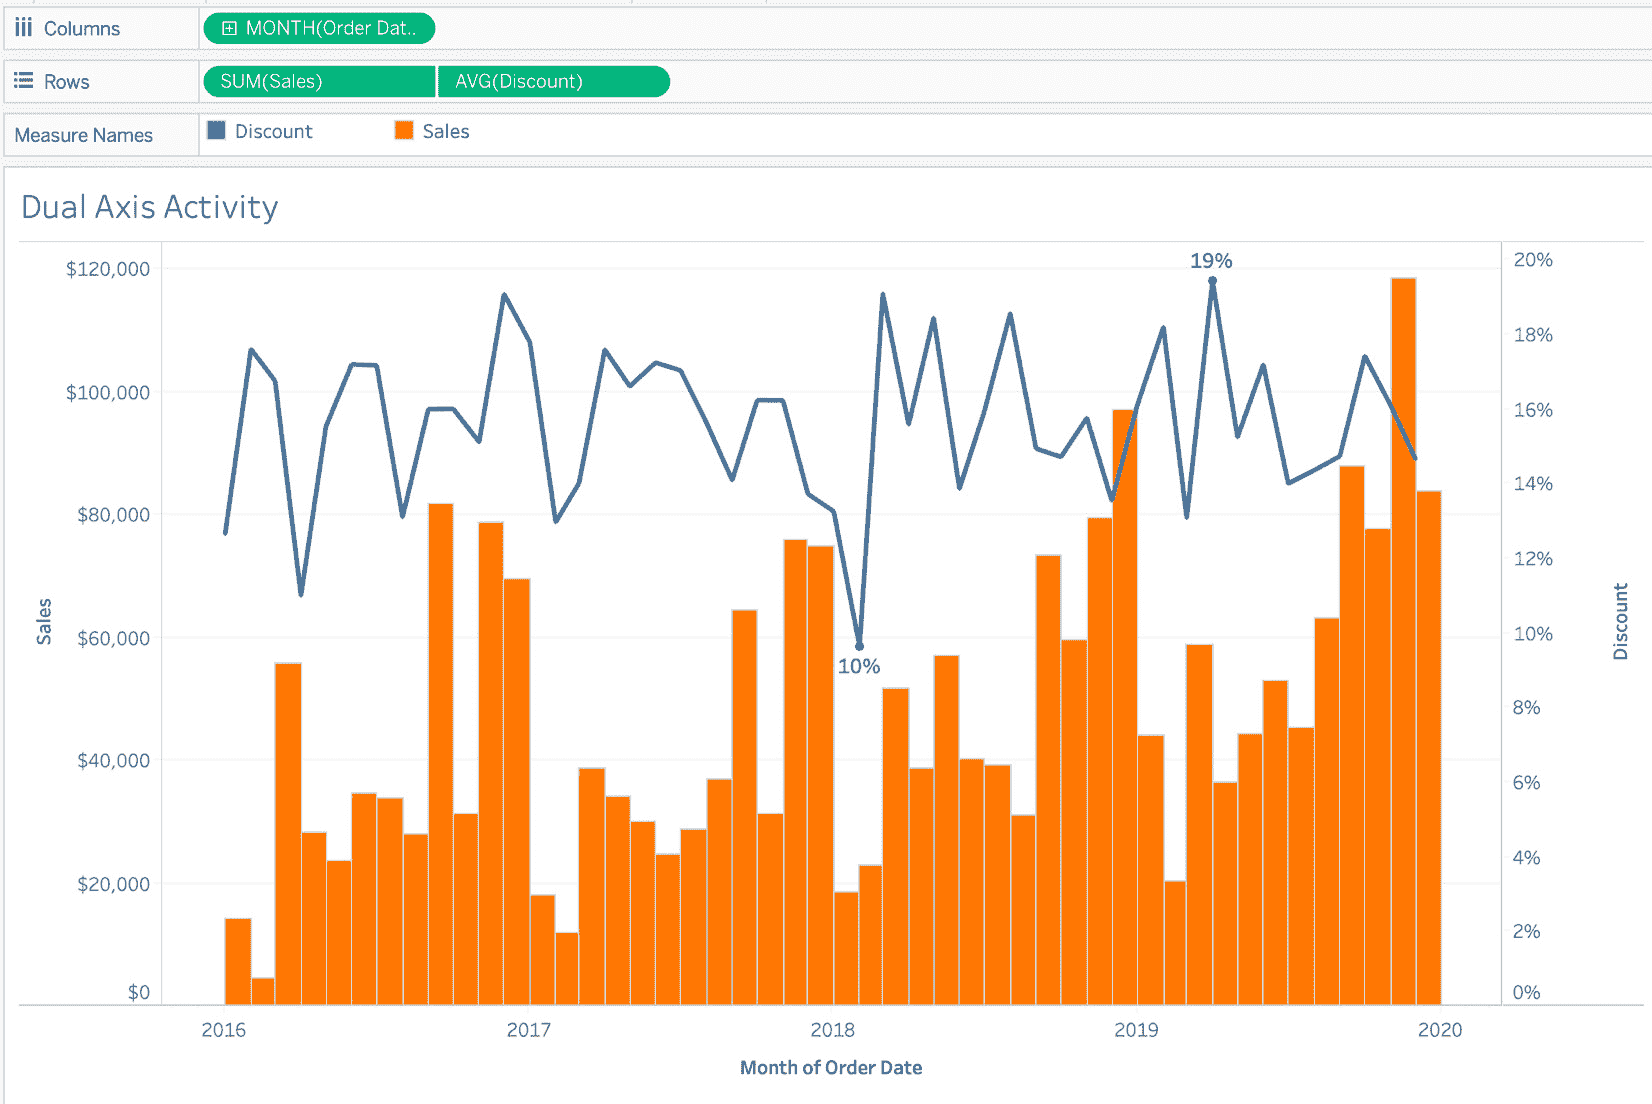 Columns MONTH(Order Dat..
Rows SUM(Sales) AVG(Discount)
Measure Names Discount Sales
Dual Axis Activity
19%
10%
Sales
$120,000
$100,000
$80,000
$60,000
$40,000
$20,000
$0
20%
18%
16%
14%
12%
10%
8%
6%
4%
2%
0%
Discount
2016 2017 2018 2019 2020
Month of Order Date